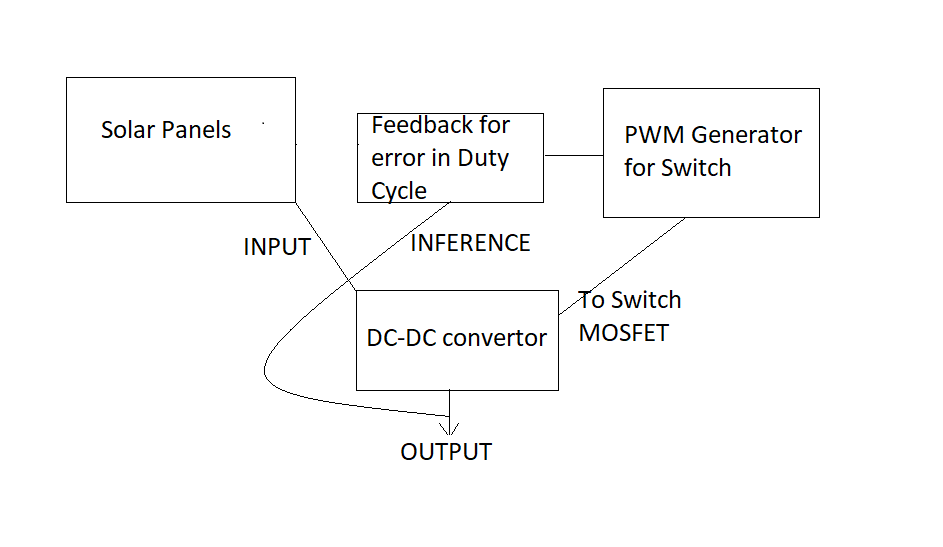 Solar Panels
Feedback for
error in Duty
Cycle
PWM Generator
for Switch
INPUT
INFERENCE
To Switch
MOSFET
DC-DC convertor
OUTPUT